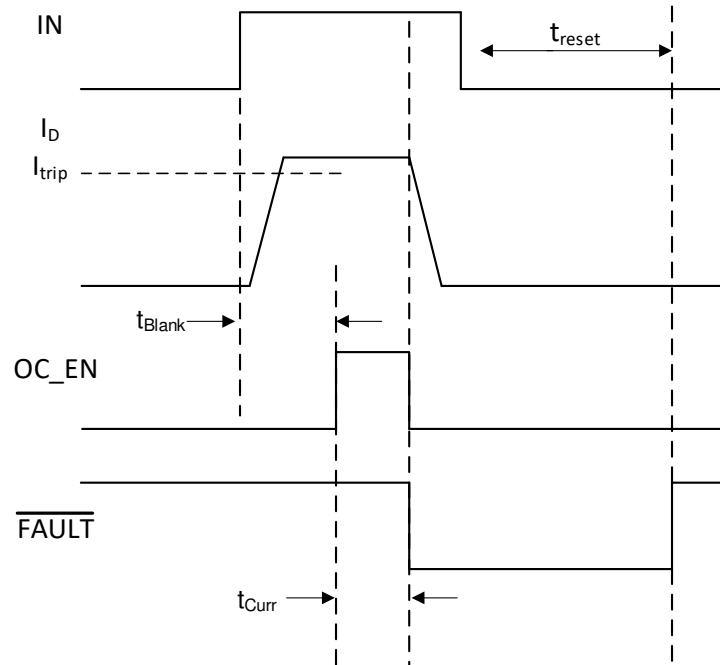 IN
t_reset
I_D
I_trip
t_Blank
OC_EN
FAULT
t_Curr